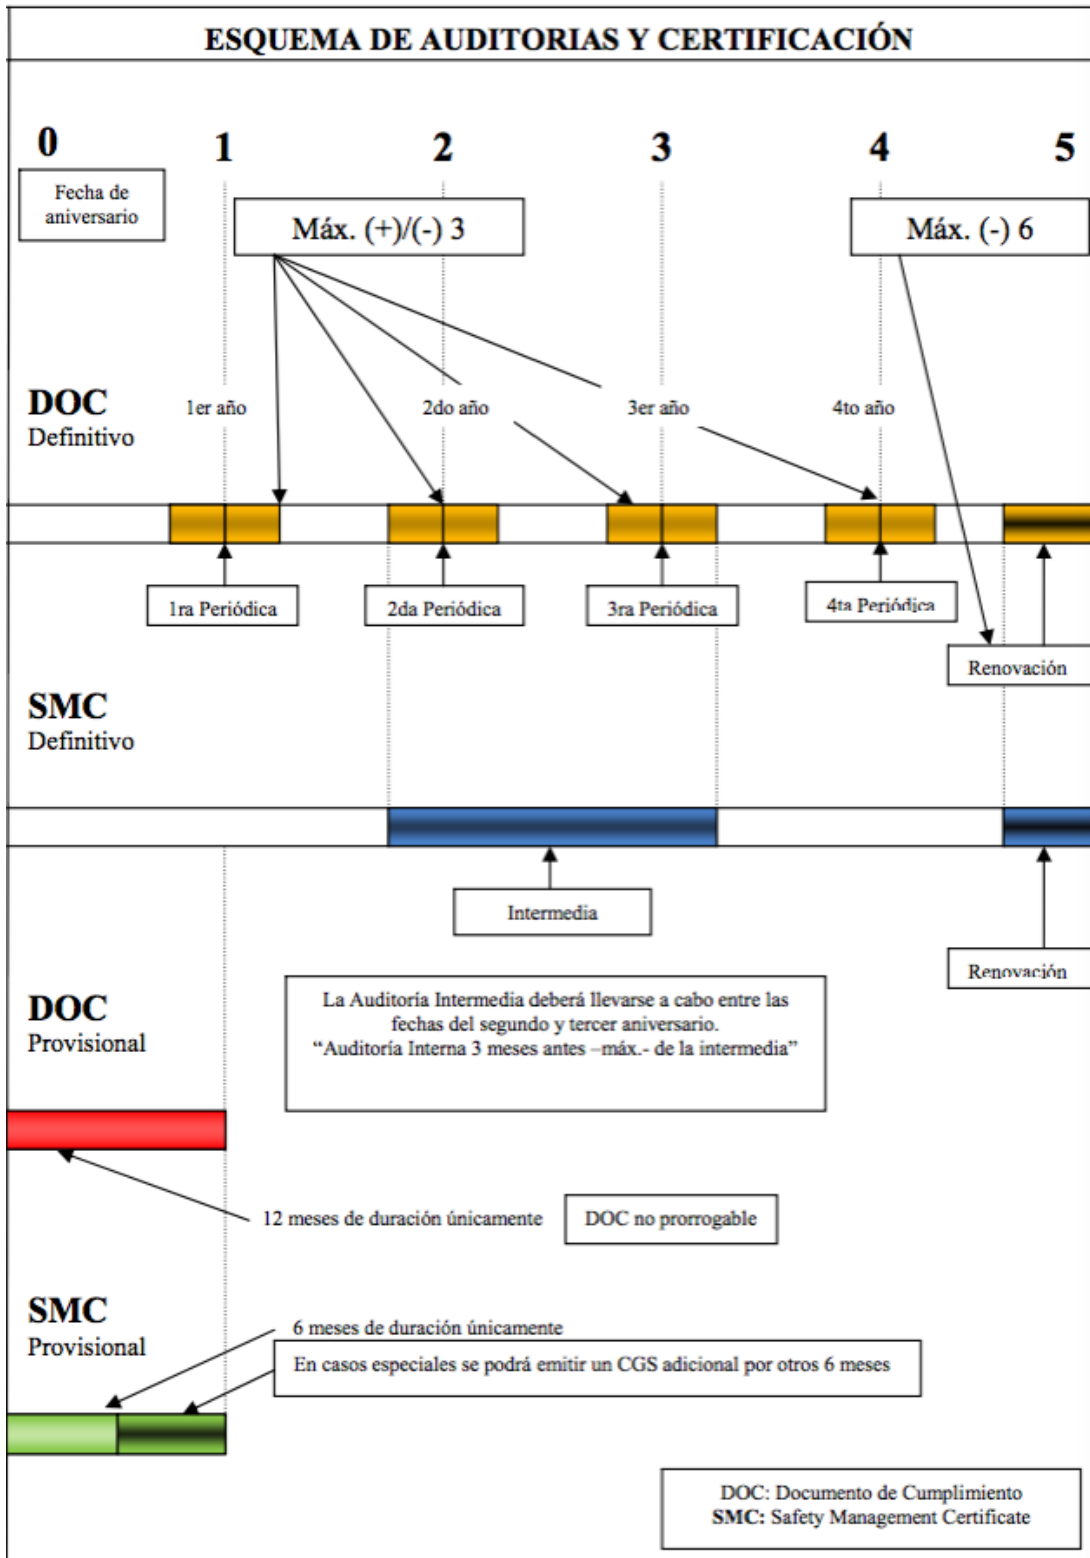 ESQUEMA DE AUDITORIAS Y CERTIFICACIÓN
0 1 2 3 4 5
Fecha de
aniversario
Máx. (+)/(-) 3
Máx. (-) 6
DOC
Definitivo
1er año
2do año
3er año
4to año
1ra Periódica
2da Periódica
3ra Periódica
4ta Periódica
Renovación
SMC
Definitivo
Intermedia
Renovación
DOC
Provisional
La Auditoría Intermedia deberá llevarse a cabo entre las
fechas del segundo y tercer aniversario.
“Auditoría Interna 3 meses antes –máx.- de la intermedia”
12 meses de duración únicamente
DOC no prorrogable
SMC
Provisional
6 meses de duración únicamente
En casos especiales se podrá emitir un CGS adicional por otros 6 meses
DOC: Documento de Cumplimiento
SMC: Safety Management Certificate